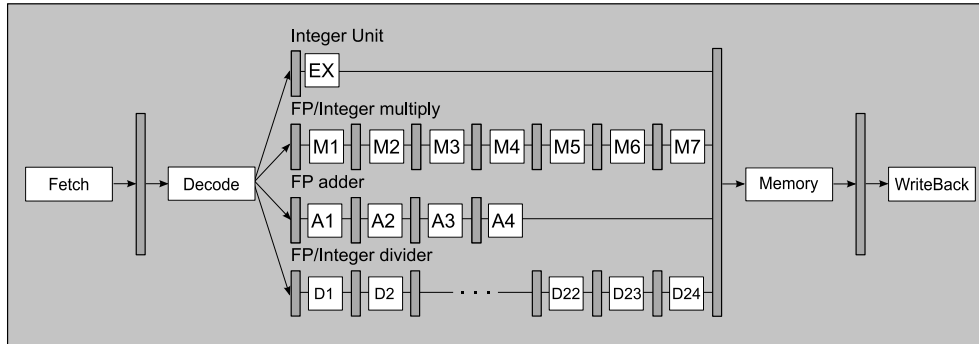 Integer Unit
EX
FP/Integer multiply
M1 M2 M3 M4 M5 M6 M7
Fetch Decode Memory WriteBack
FP adder
A1 A2 A3 A4
FP/Integer divider
D1 D2 . . . D22 D23 D24